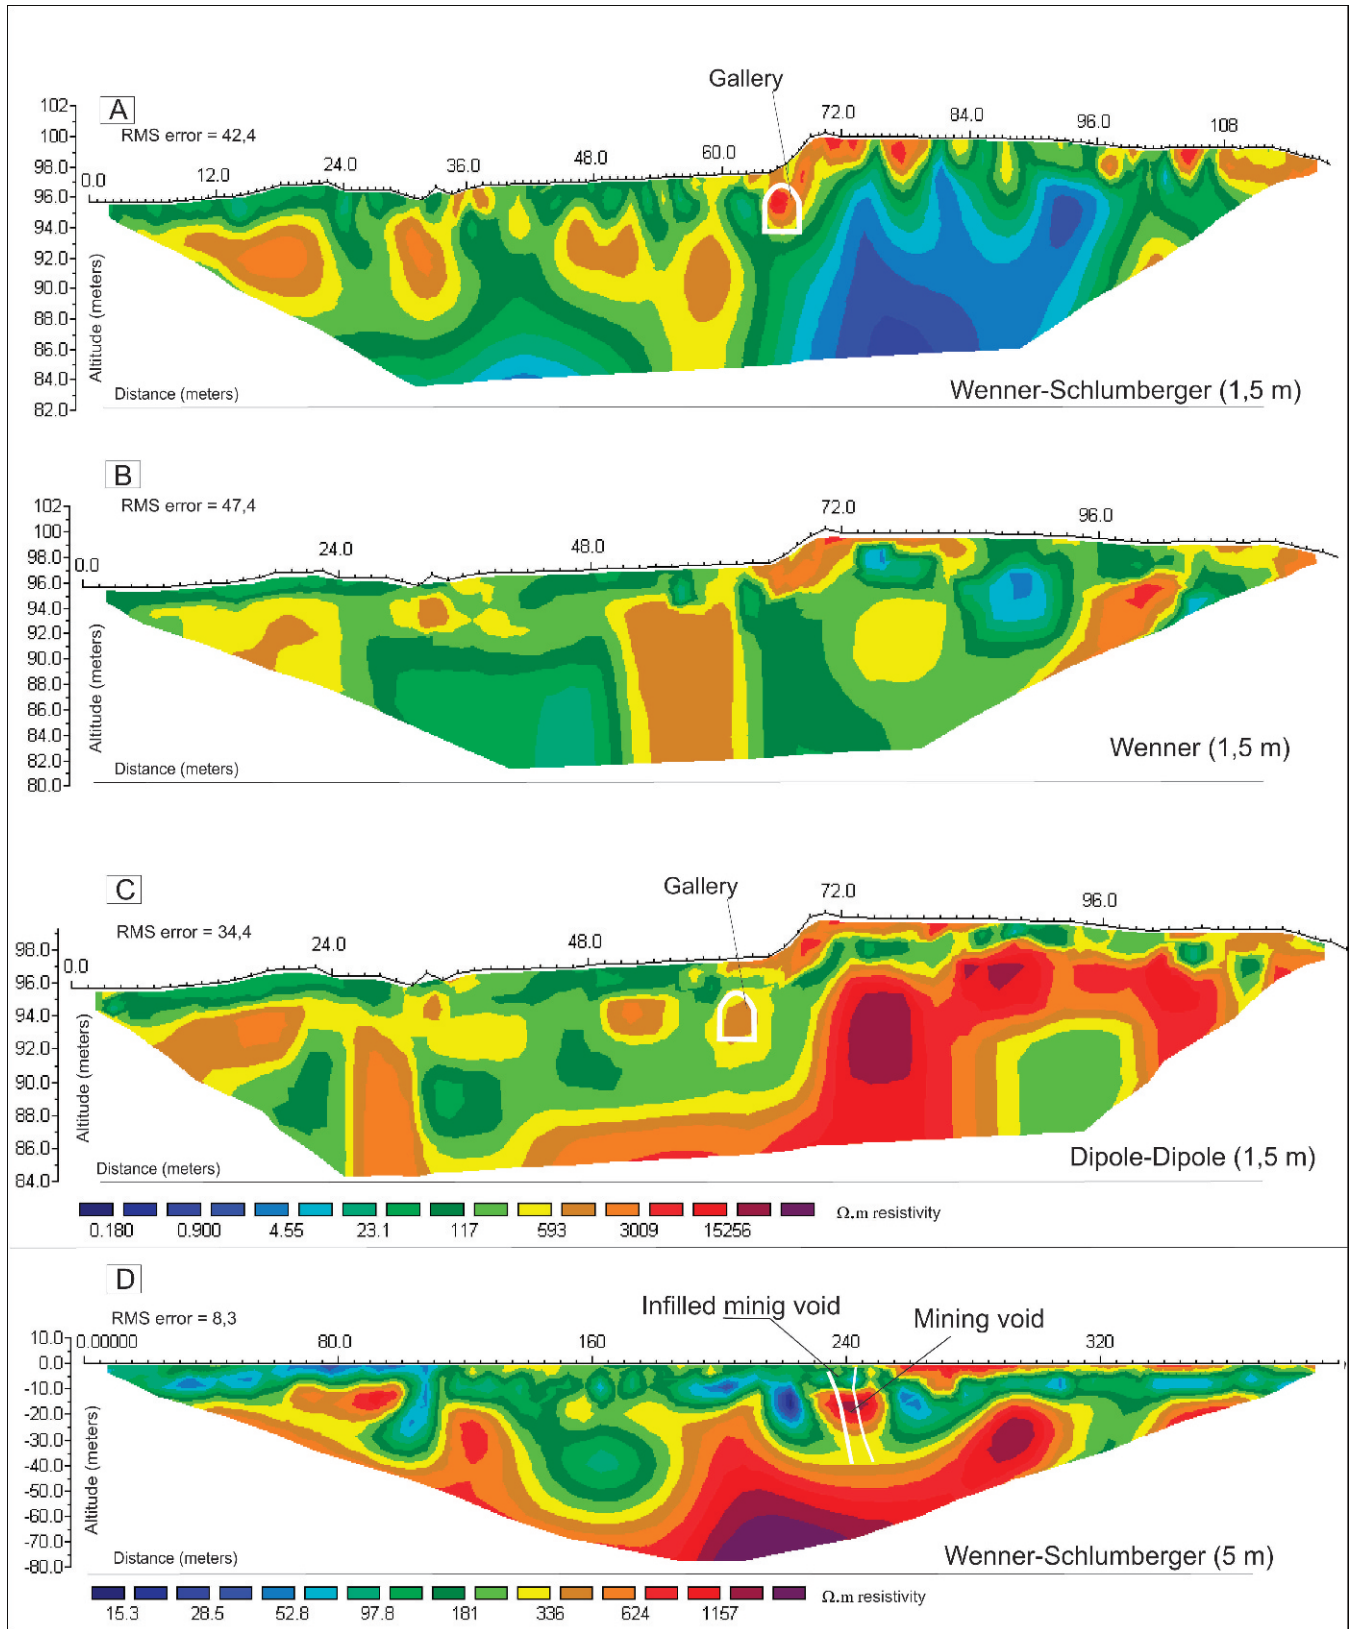 A
Gallery
RMS error = 42,4
102
100
98.0
96.0
94.0
92.0
90.0
88.0
86.0
84.0
82.0
Altitude (meters)
0.0 12.0 24.0 36.0 48.0 60.0 72.0 84.0 96.0 108
Distance (meters)
Wenner-Schlumberger (1,5 m)
B
RMS error = 47,4
102
100
98.0
96.0
94.0
92.0
90.0
88.0
86.0
84.0
82.0
80.0
Altitude (meters)
0.0 24.0 48.0 72.0 96.0
Distance (meters)
Wenner (1,5 m)
C
Gallery
RMS error = 34,4
98.0
96.0
94.0
92.0
90.0
88.0
86.0
84.0
Altitude (meters)
0.0 24.0 48.0 72.0 96.0
Distance (meters)
Dipole-Dipole (1,5 m)
0.180 0.900 4.55 23.1 117 593 3009 15256
Ω.m resistivity
D
Infilled minig void
Mining void
RMS error = 8,3
10.0
0.0
-10.0
-20.0
-30.0
-40.0
-50.0
-60.0
-70.0
-80.0
Altitude (meters)
0.00000 80.0 160 240 320
Distance (meters)
Wenner-Schlumberger (5 m)
15.3 28.5 52.8 97.8 181 336 624 1157
Ω.m resistivity